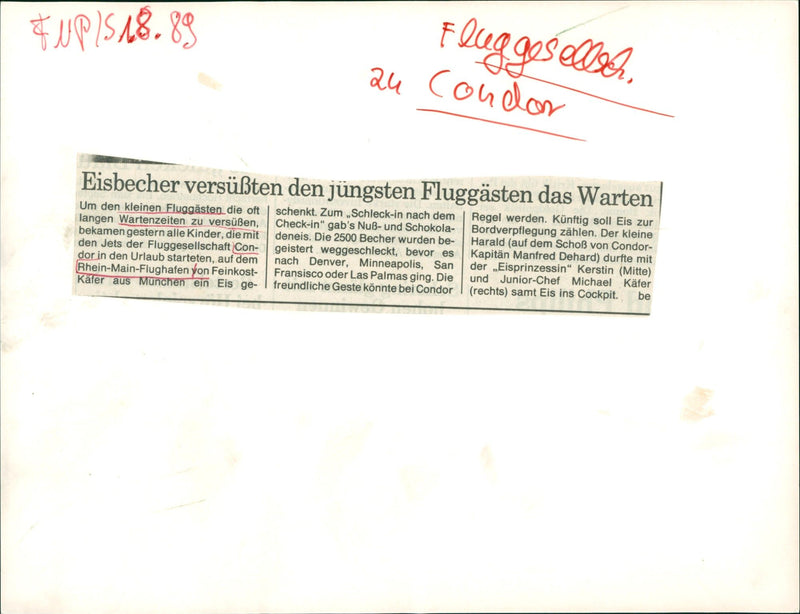 FNP/S 1.8. 89
Fluggesellsch.
zu Condor
Eisbecher versüßten den jüngsten Fluggästen das Warten
Um den kleinen Fluggästen die oft
langen Wartenzeiten zu versüßen,
bekamen gestern alle Kinder, die mit
den Jets der Fluggesellschaft Con-
dor in den Urlaub starteten, auf dem
Rhein-Main-Flughafen von Feinkost-
Käfer aus München ein Eis ge-
schenkt. Zum „Schleck-in nach dem
Check-in“ gab's Nuß- und Schokola-
deneis. Die 2500 Becher wurden be-
geistert weggeschleckt, bevor es
nach Denver, Minneapolis, San
Fransisco oder Las Palmas ging. Die
freundliche Geste könnte bei Condor
Regel werden. Künftig soll Eis zur
Bordverpflegung zählen. Der kleine
Harald (auf dem Schoß von Condor-
Kapitän Manfred Dehard) durfte mit
der „Eisprinzessin“ Kerstin (Mitte)
und Junior-Chef Michael Käfer
(rechts) samt Eis ins Cockpit. be